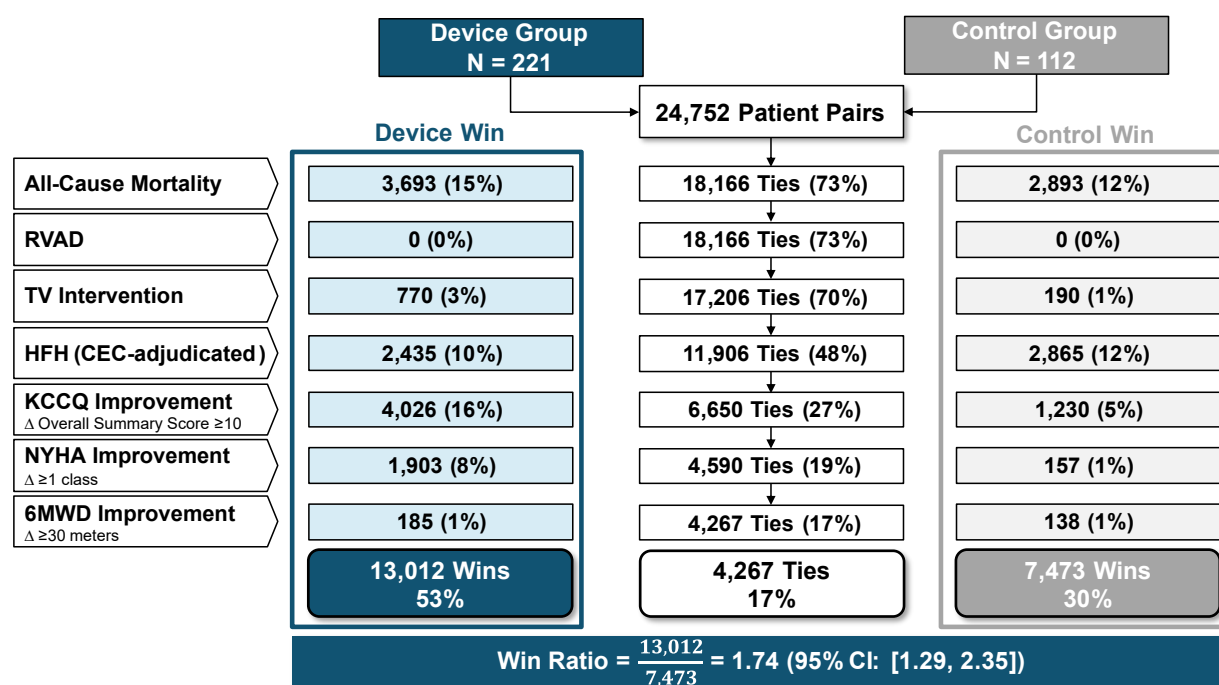 Device Group
N = 221
Control Group
N = 112
24,752 Patient Pairs
Device Win
Control Win
All-Cause Mortality
3,693 (15%)
18,166 Ties (73%)
2,893 (12%)
RVAD
0 (0%)
18,166 Ties (73%)
0 (0%)
TV Intervention
770 (3%)
17,206 Ties (70%)
190 (1%)
HFH (CEC-adjudicated)
2,435 (10%)
11,906 Ties (48%)
2,865 (12%)
KCCQ Improvement
Δ Overall Summary Score ≥10
4,026 (16%)
6,650 Ties (27%)
1,230 (5%)
NYHA Improvement
Δ ≥1 class
1,903 (8%)
4,590 Ties (19%)
157 (1%)
6MWD Improvement
Δ ≥30 meters
185 (1%)
4,267 Ties (17%)
138 (1%)
13,012 Wins
53%
4,267 Ties
17%
7,473 Wins
30%
Win Ratio = 13,012/7,473 = 1.74 (95% CI: [1.29, 2.35])